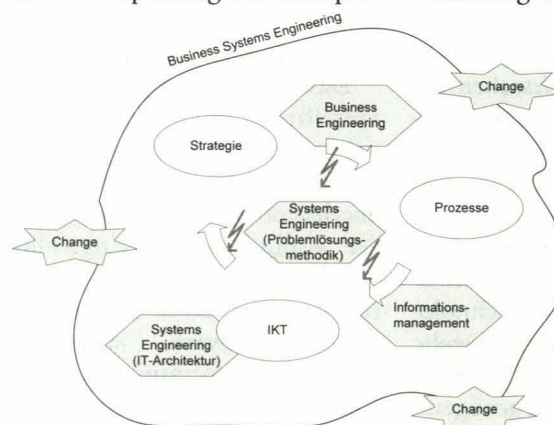 Business Systems Engineering
Change
Business
Engineering
Strategie
Prozesse
Systems
Engineering
(Problemlösungs-
methodik)
Change
Informations-
management
Systems
Engineering
(IT-Architektur)
IKT
Change